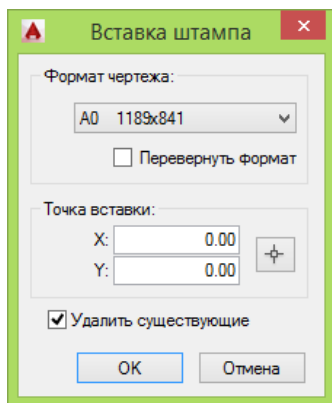 Вставка штампа
Формат чертежа:
A0 1189x841
Перевернуть формат
Точка вставки:
X: 0.00
Y: 0.00
Удалить существующие
OK Отмена